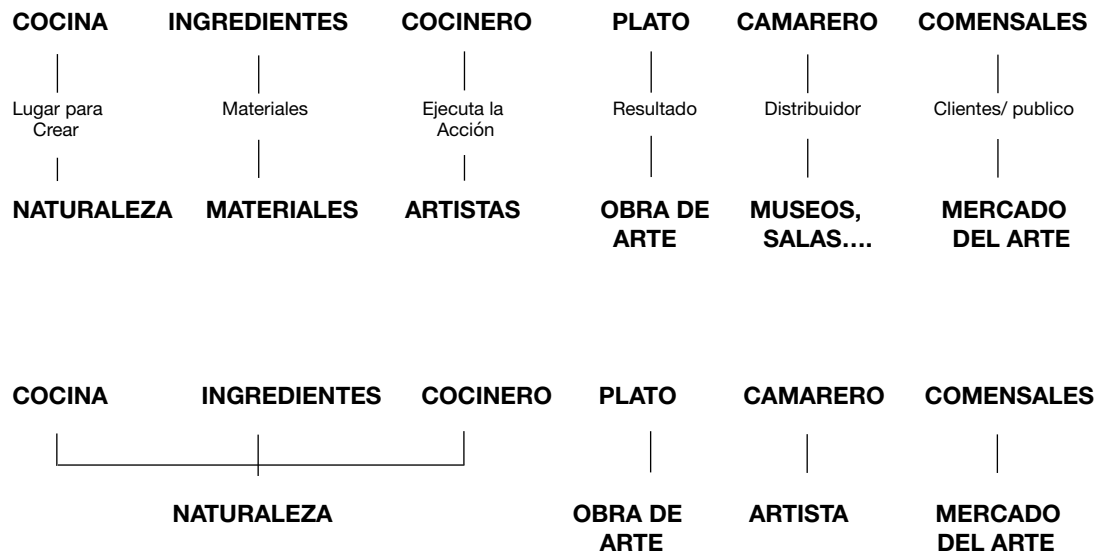 COCINA INGREDIENTES COCINERO PLATO CAMARERO COMENSALES
Lugar para Materiales Ejecuta la Resultado Distribuidor Clientes/ publico
Crear Acción
NATURALEZA MATERIALES ARTISTAS OBRA DE MUSEOS, MERCADO
ARTE SALAS.... DEL ARTE
COCINA INGREDIENTES COCINERO PLATO CAMARERO COMENSALES
NATURALEZA OBRA DE ARTISTA MERCADO
ARTE DEL ARTE